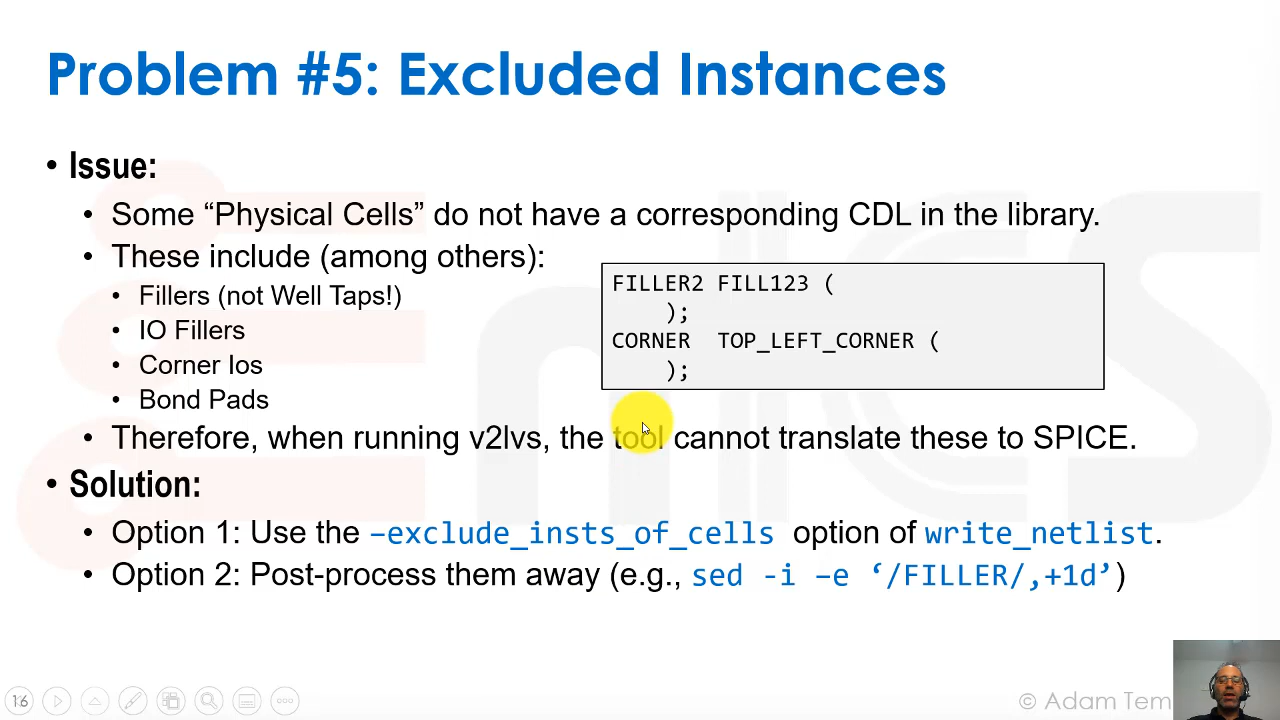 Problem #5: Excluded Instances
• Issue:
• Some “Physical Cells” do not have a corresponding CDL in the library.
• These include (among others):
• Fillers (not Well Taps!)
• IO Fillers
• Corner Ios
• Bond Pads
FILLER2 FILL123 (
);
CORNER TOP_LEFT_CORNER (
);
• Therefore, when running v2lvs, the tool cannot translate these to SPICE.
• Solution:
• Option 1: Use the –exclude_insts_of_cells option of write_netlist.
• Option 2: Post-process them away (e.g., sed -i –e ‘/FILLER/,+1d’)
16
© Adam Tem